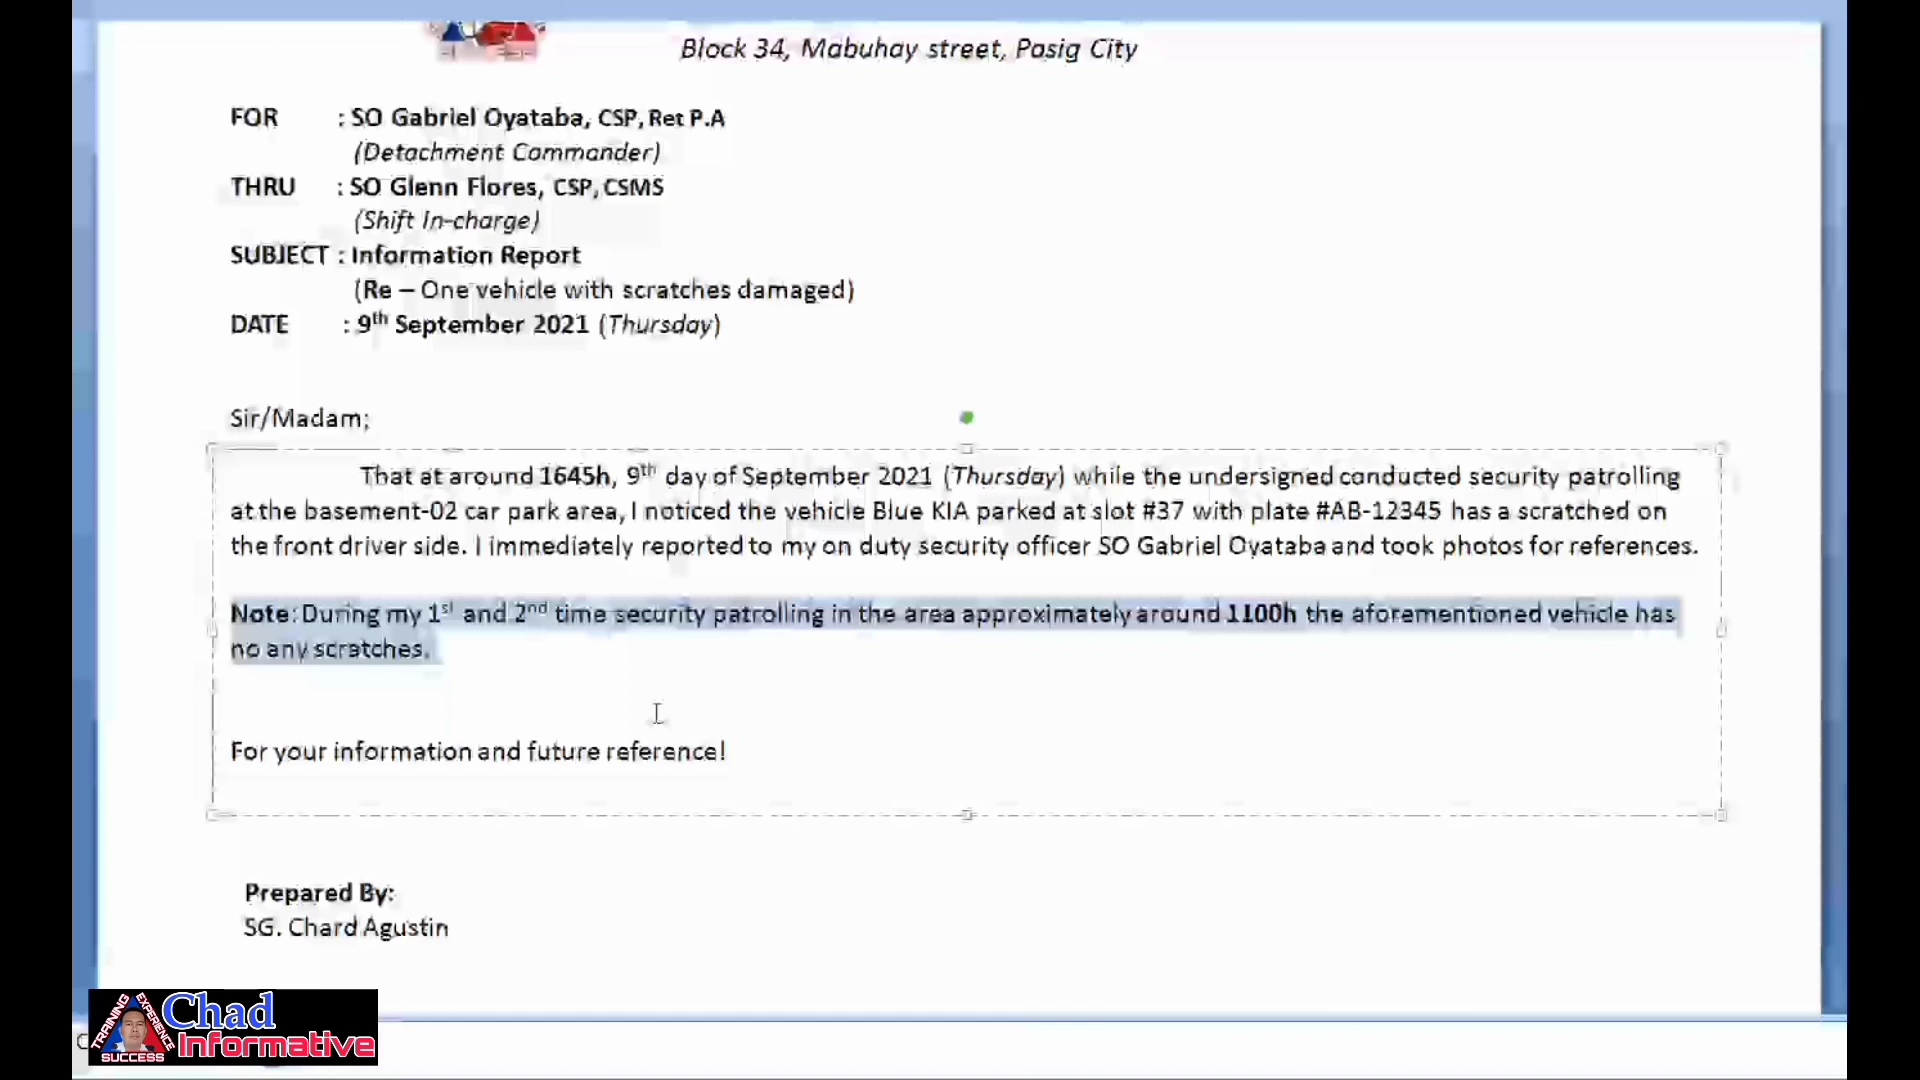 Block 34, Mabuhay street, Pasig City
FOR : SO Gabriel Oyataba, CSP, Ret P.A
(Detachment Commander)
THRU : SO Glenn Flores, CSP, CSMS
(Shift In-charge)
SUBJECT : Information Report
(Re – One vehicle with scratches damaged)
DATE : 9th September 2021 (Thursday)
Sir/Madam;
That at around 1645h, 9th day of September 2021 (Thursday) while the undersigned conducted security patrolling
at the basement-02 car park area, I noticed the vehicle Blue KIA parked at slot #37 with plate #AB-12345 has a scratched on
the front driver side. I immediately reported to my on duty security officer SO Gabriel Oyataba and took photos for references.
Note: During my 1st and 2nd time security patrolling in the area approximately around 1100h the aforementioned vehicle has
no any scratches.
For your information and future reference!
Prepared By:
SG. Chard Agustin
TRAINING EXPERIENCE SUCCESS
Chad
Informative